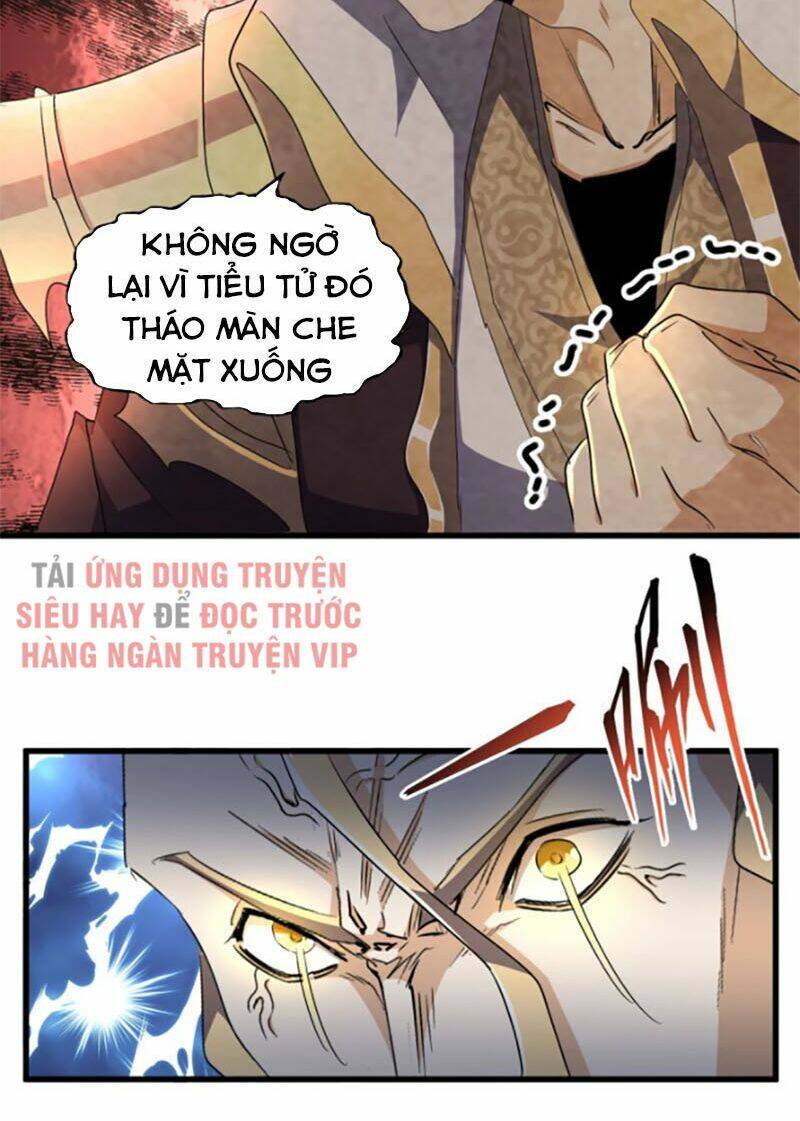 KHÔNG NGỜ
LẠI VÌ TIỂU TỬ ĐÓ
THÁO MÀN CHE
MẶT XUỐNG
TẢI ỨNG DỤNG TRUYỆN
SIÊU HAY ĐỂ ĐỌC TRƯỚC
HÀNG NGÀN TRUYỆN VIP